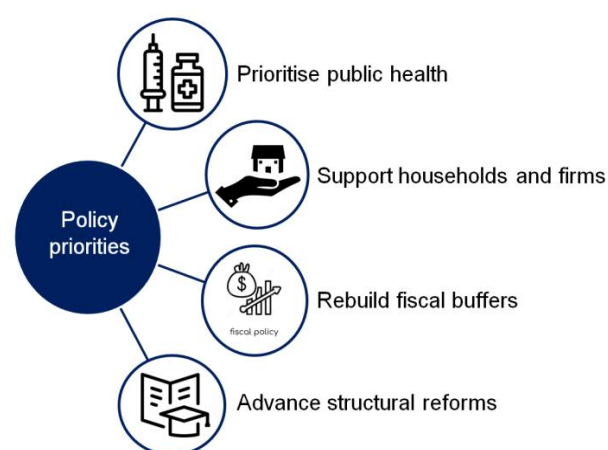 Prioritise public health
Support households and firms
Policy
priorities
$
Rebuild fiscal buffers
fiscal policy
Advance structural reforms